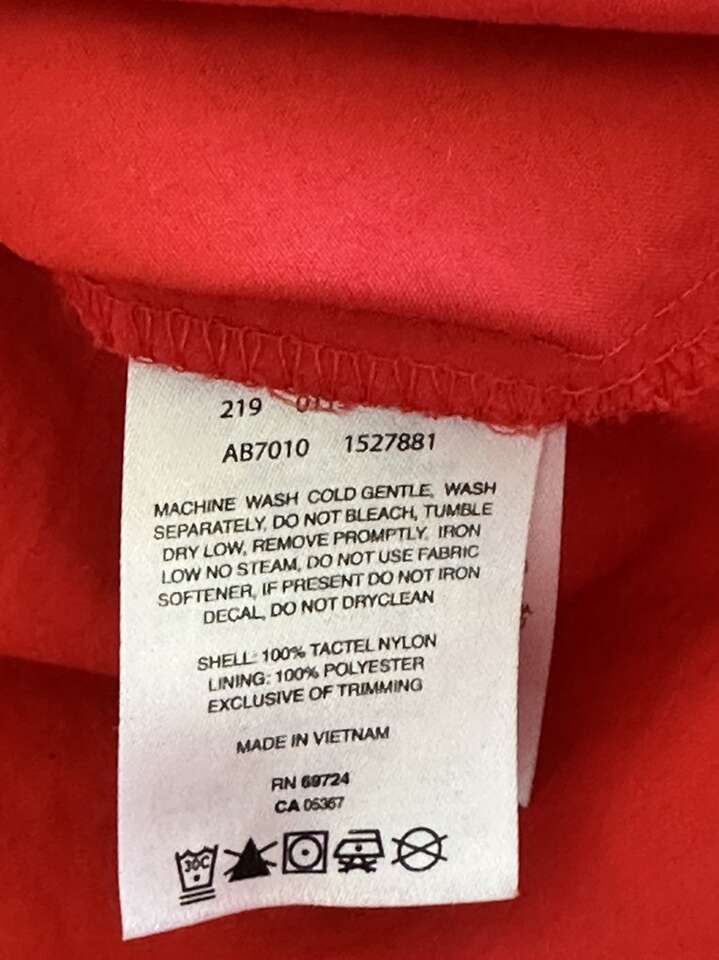 219 011
AB7010 1527881
MACHINE WASH COLD GENTLE, WASH
SEPARATELY, DO NOT BLEACH, TUMBLE
DRY LOW, REMOVE PROMPTLY, IRON
LOW NO STEAM, DO NOT USE FABRIC
SOFTENER, IF PRESENT DO NOT IRON
DECAL, DO NOT DRYCLEAN
SHELL: 100% TACTEL NYLON
LINING: 100% POLYESTER
EXCLUSIVE OF TRIMMING
MADE IN VIETNAM
RN 69724
CA 05367
30C